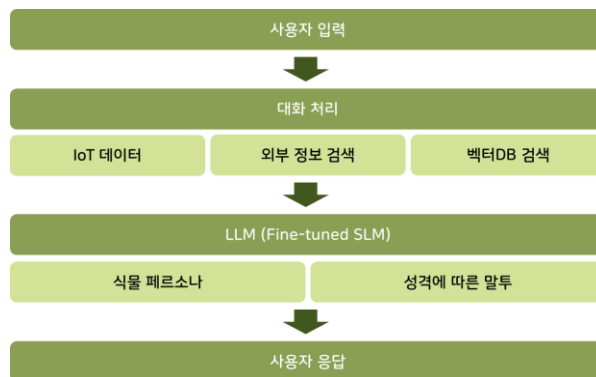 사용자 입력
대화 처리
IoT 데이터
외부 정보 검색
벡터DB 검색
LLM (Fine-tuned SLM)
식물 페르소나
성격에 따른 말투
사용자 응답